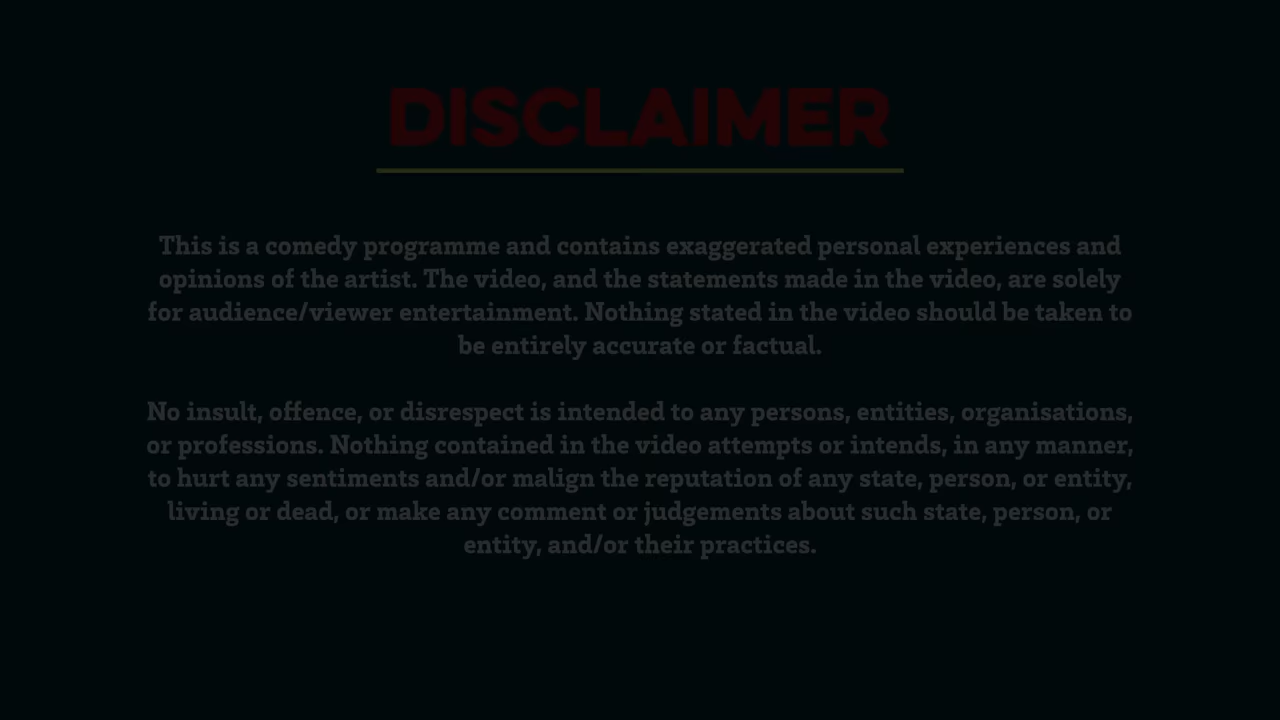 DISCLAIMER
This is a comedy programme and contains exaggerated personal experiences and
opinions of the artist. The video, and the statements made in the video, are solely
for audience/viewer entertainment. Nothing stated in the video should be taken to
be entirely accurate or factual.
No insult, offence, or disrespect is intended to any persons, entities, organisations,
or professions. Nothing contained in the video attempts or intends, in any manner,
to hurt any sentiments and/or malign the reputation of any state, person, or entity,
living or dead, or make any comment or judgements about such state, person, or
entity, and/or their practices.